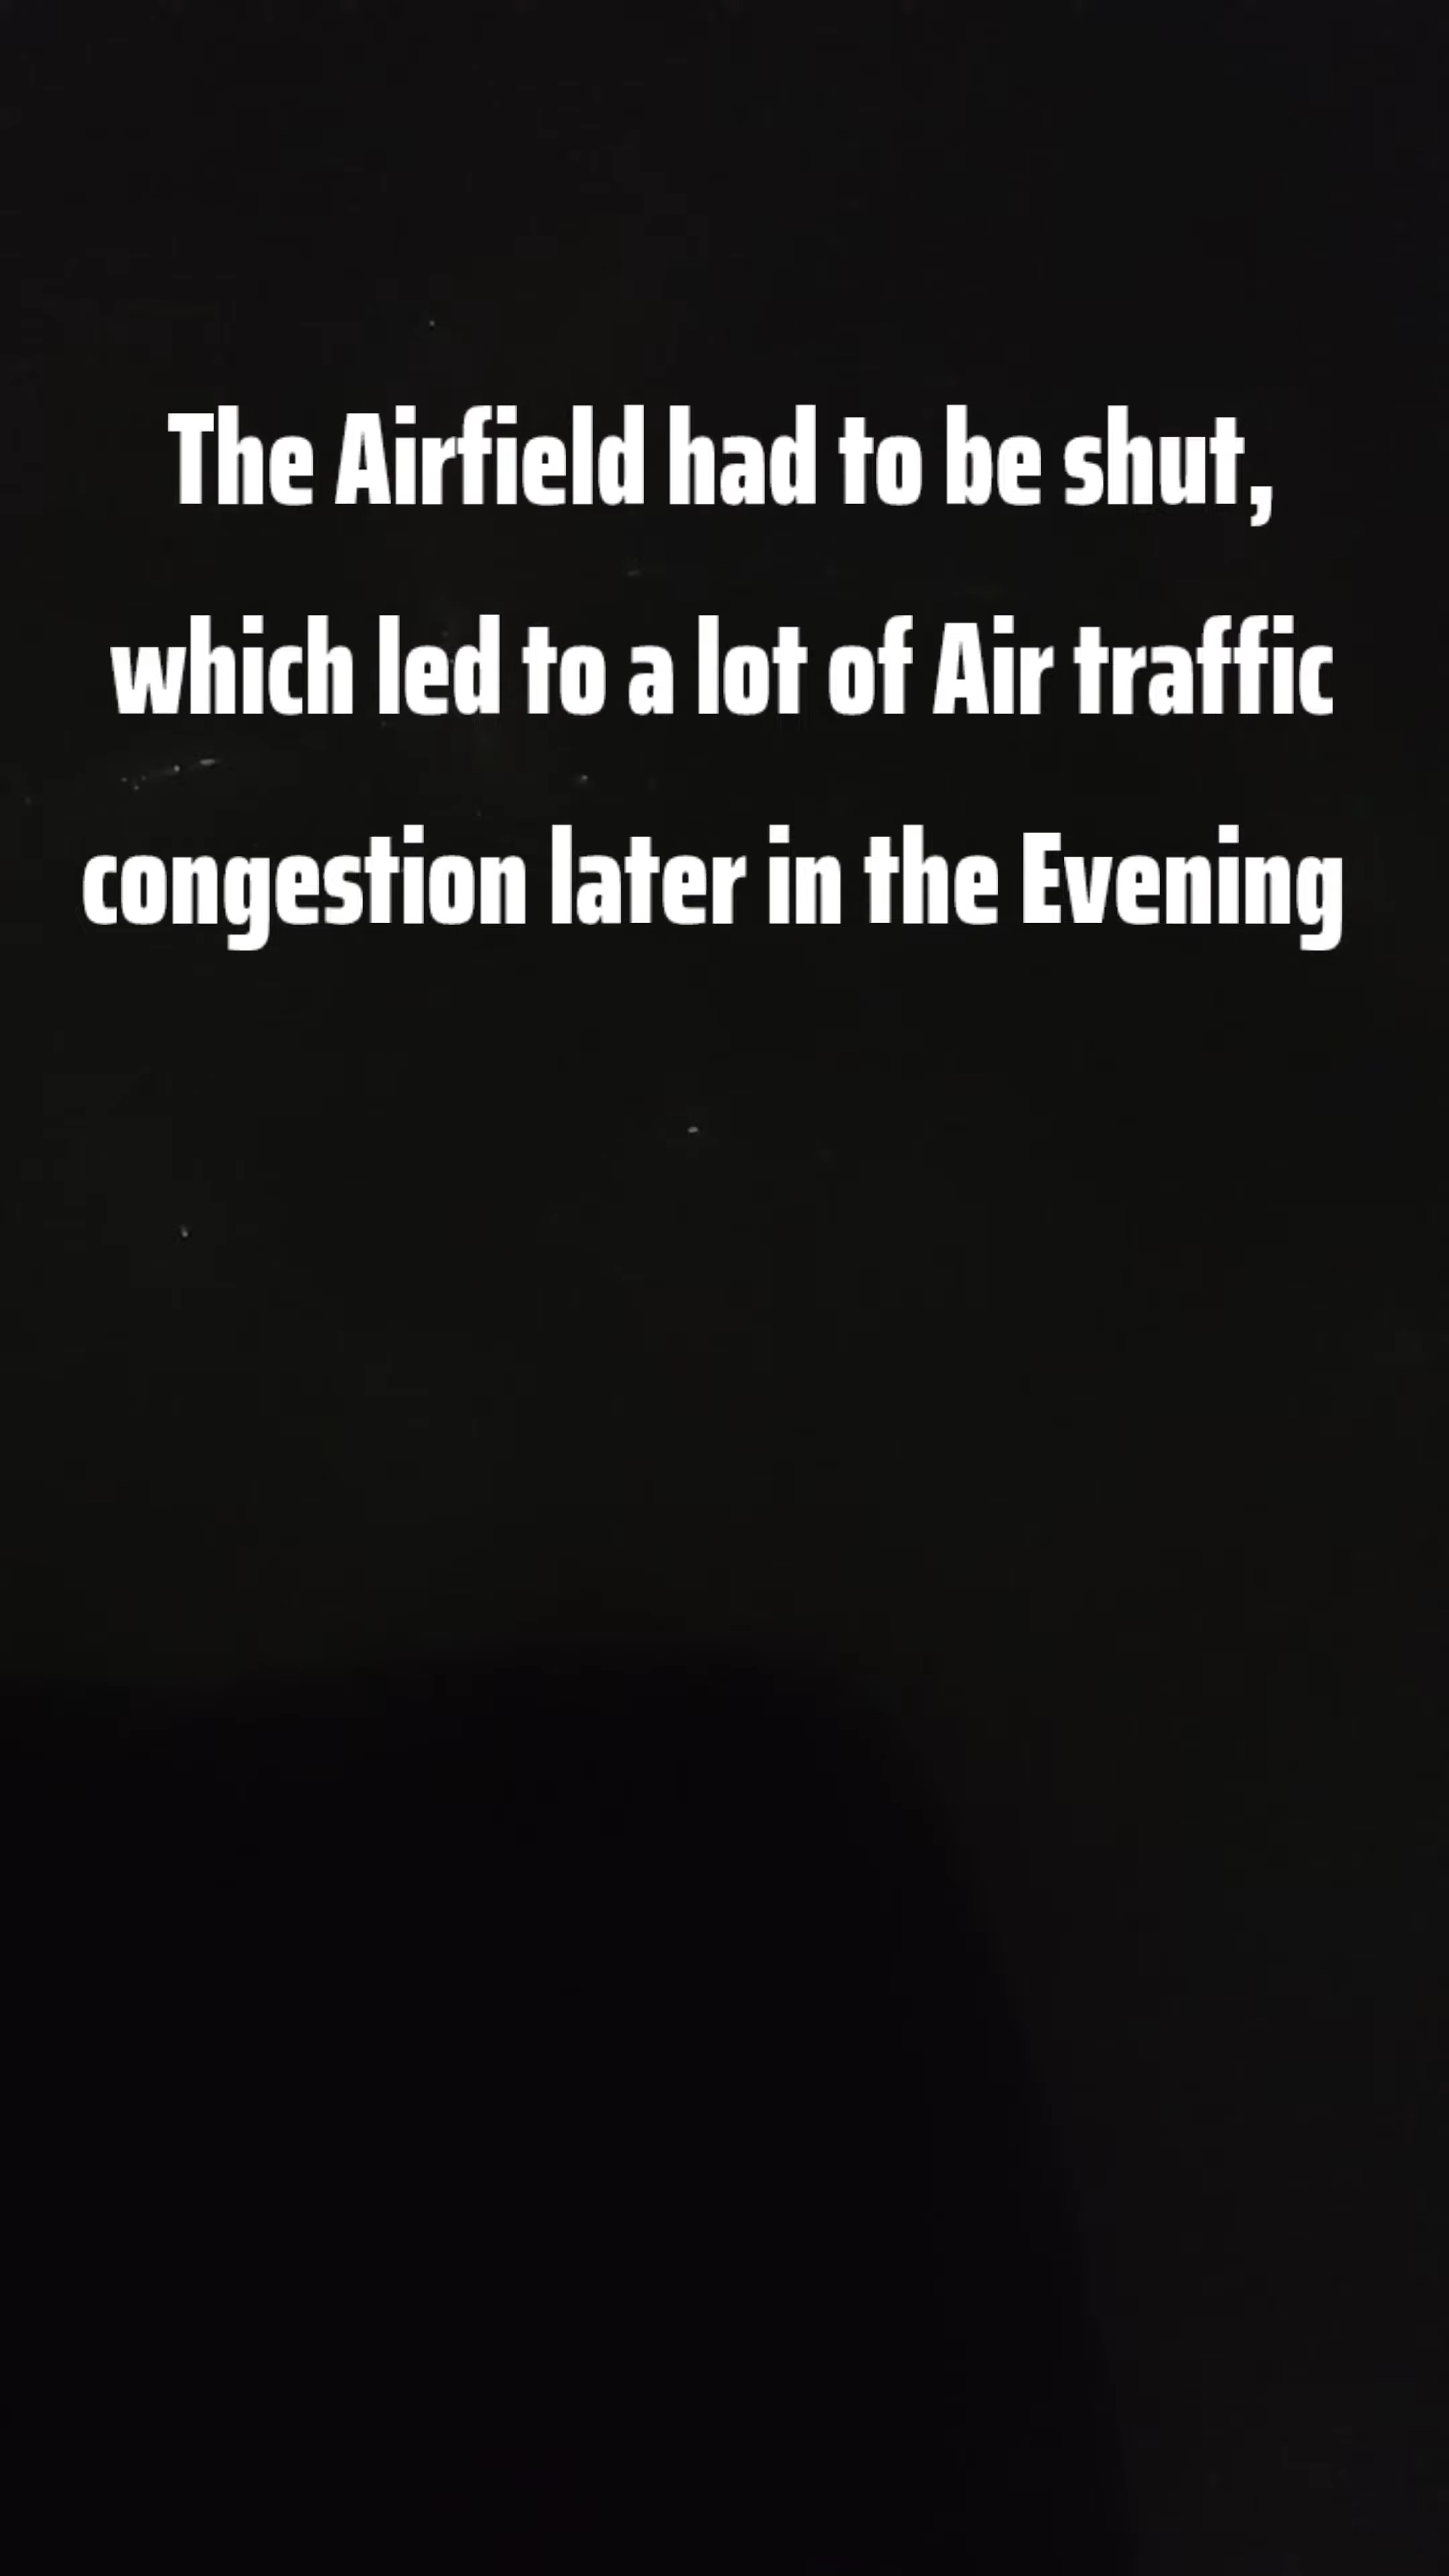 The Airfield had to be shut,
which led to a lot of Air traffic
congestion later in the Evening